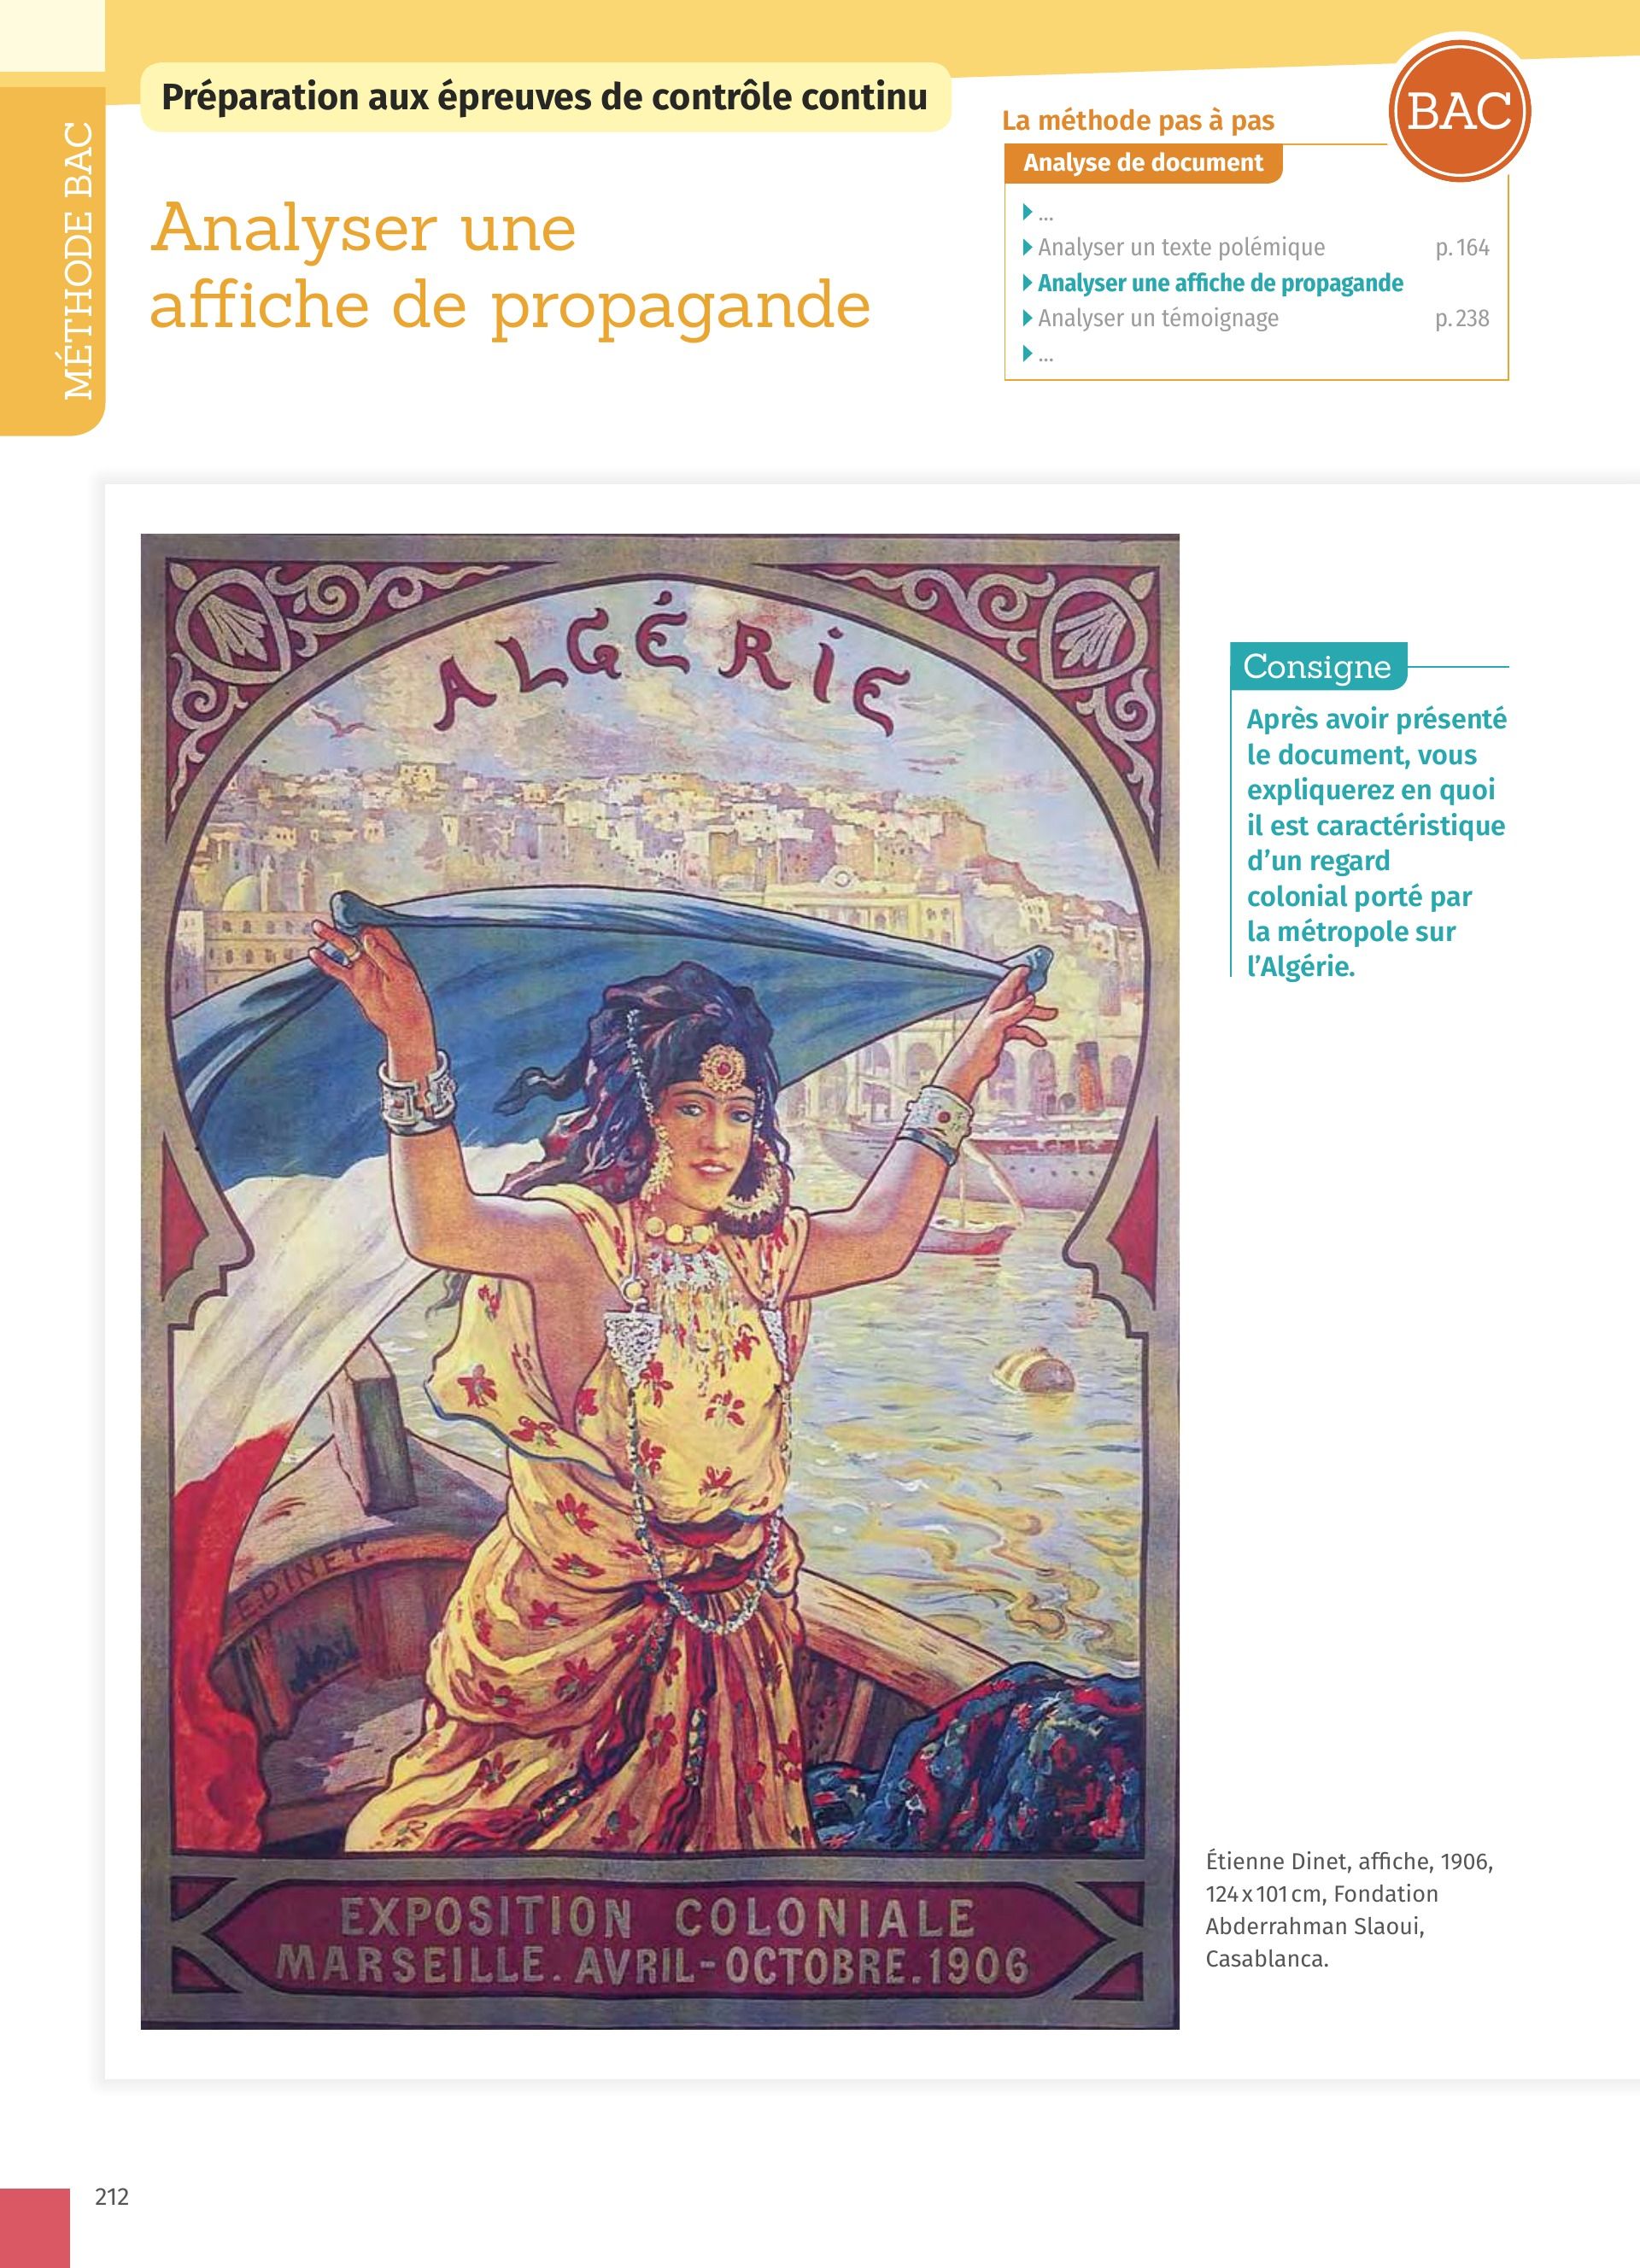 MÉTHODE BAC
Préparation aux épreuves de contrôle continu
Analyser une
affiche de propagande
La méthode pas à pas
BAC
Analyse de document
...
Analyser un texte polémique p. 164
Analyser une affiche de propagande
Analyser un témoignage p. 238
...
ALGÉRiE
E. DINET.
EXPOSITION COLONIALE
MARSEILLE. AVRIL-OCTOBRE. 1906
Consigne
Après avoir présenté
le document, vous
expliquerez en quoi
il est caractéristique
d’un regard
colonial porté par
la métropole sur
l’Algérie.
Étienne Dinet, affiche, 1906,
124 x 101 cm, Fondation
Abderrahman Slaoui,
Casablanca.
212